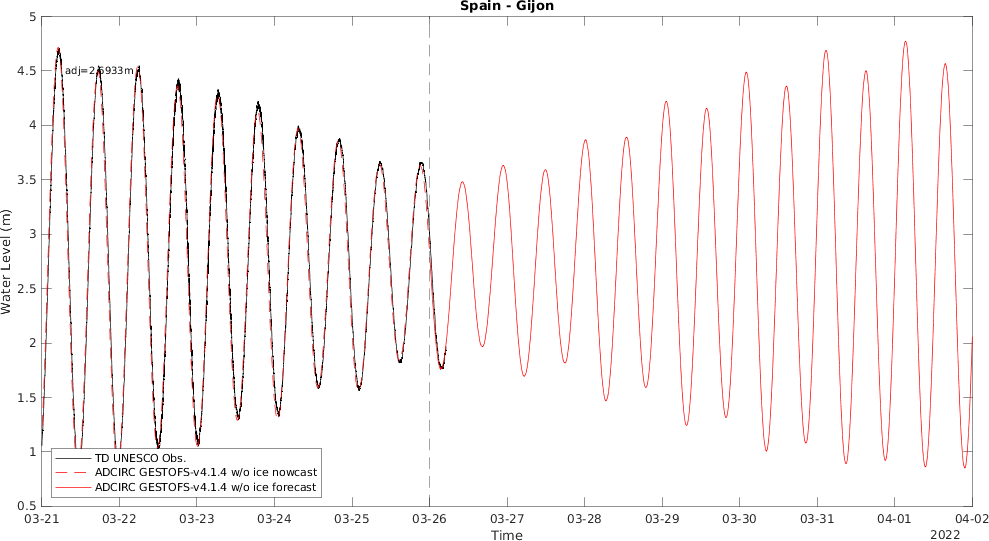 Spain - Gijon
5
4.5
4
3.5
3
2.5
2
1.5
1
0.5
Water Level (m)
adj=2.6933m
TD UNESCO Obs.
ADCIRC GESTOFS-v4.1.4 w/o ice nowcast
ADCIRC GESTOFS-v4.1.4 w/o ice forecast
03-21 03-22 03-23 03-24 03-25 03-26 03-27 03-28 03-29 03-30 03-31 04-01 04-02
Time
2022